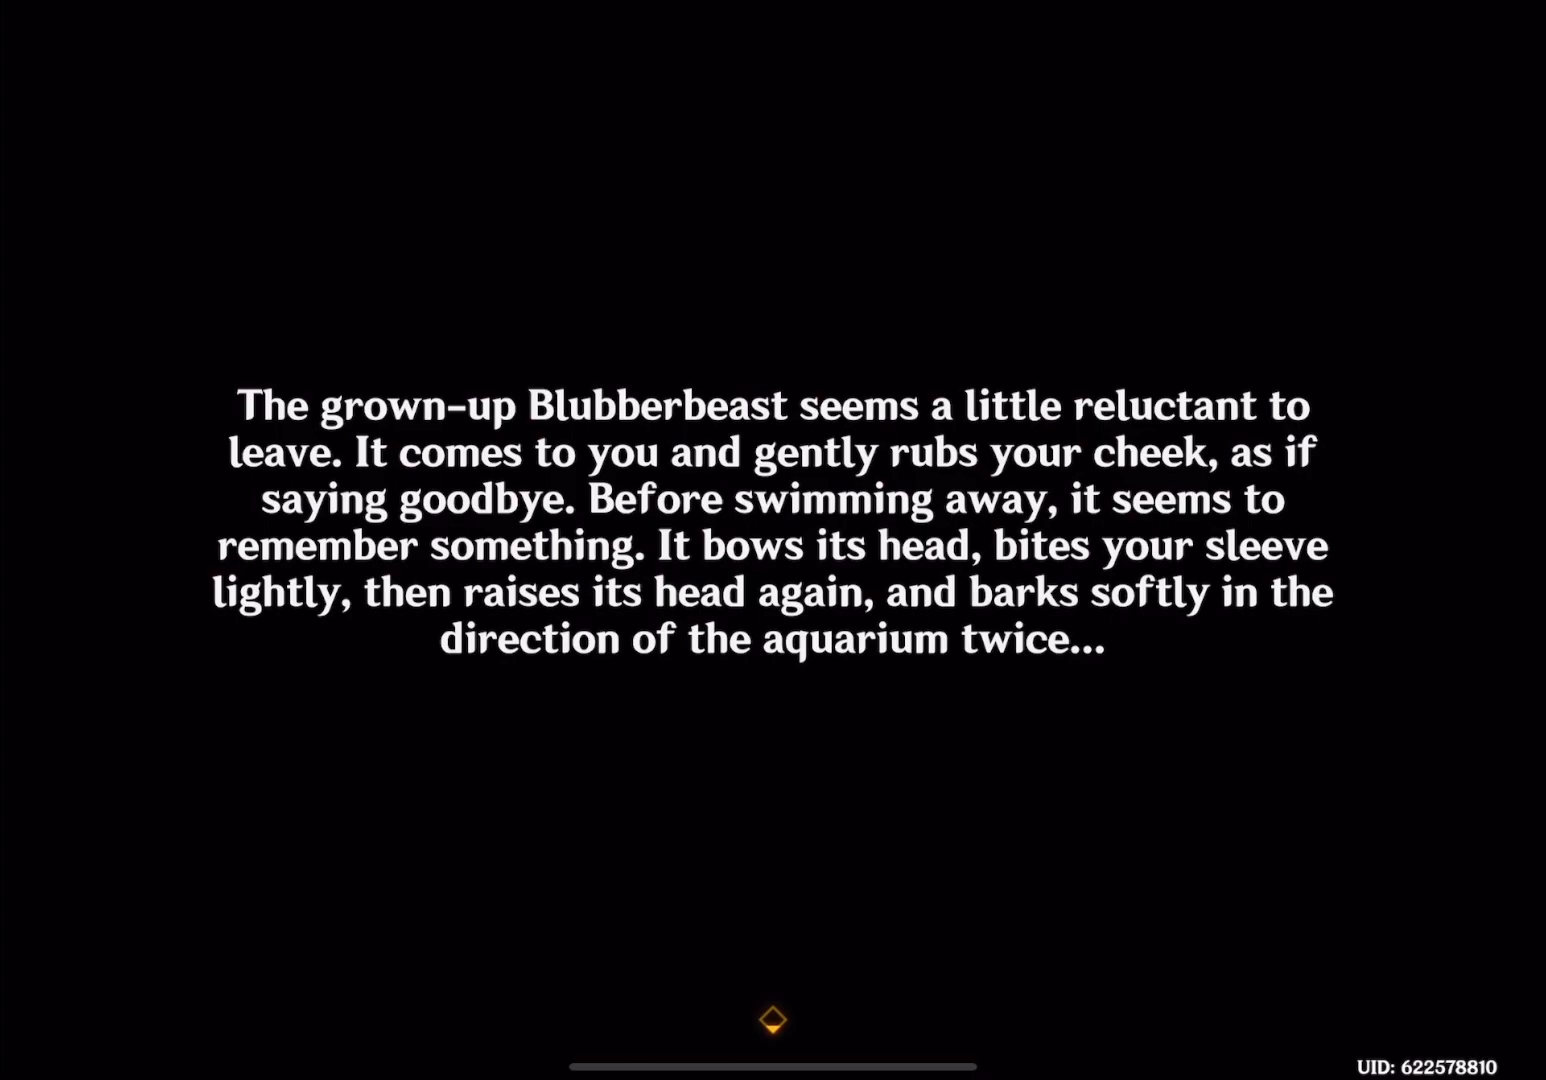 The grown-up Blubberbeast seems a little reluctant to
leave. It comes to you and gently rubs your cheek, as if
saying goodbye. Before swimming away, it seems to
remember something. It bows its head, bites your sleeve
lightly, then raises its head again, and barks softly in the
direction of the aquarium twice...
UID: 622578810